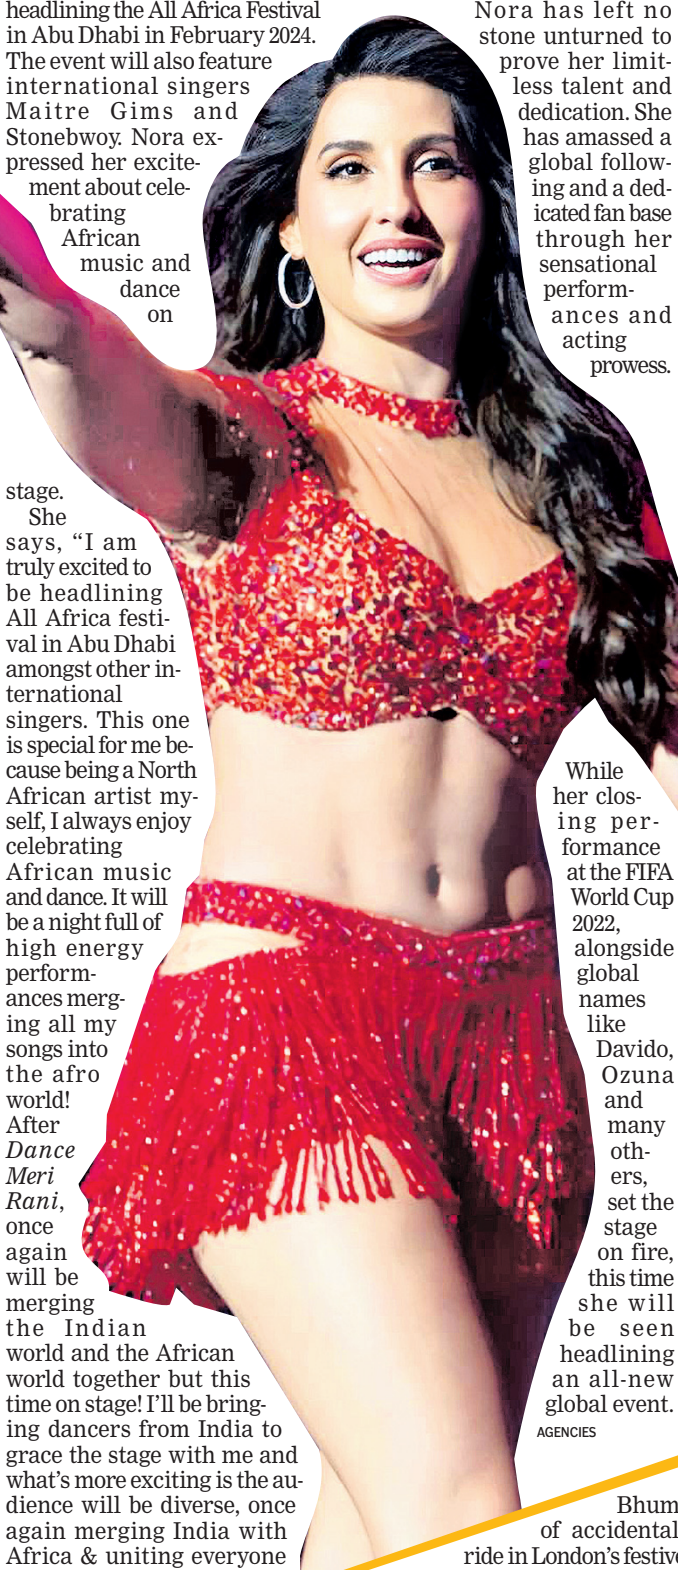 headlining the All Africa Festival
in Abu Dhabi in February 2024.
The event will also feature
international singers
Maitre Gims and
Stonebwoy. Nora ex-
pressed her excite-
ment about cele-
brating
African
music and
dance
on
stage.
She
says, “I am
truly excited to
be headlining
All Africa festi-
val in Abu Dhabi
amongst other in-
ternational
singers. This one
is special for me be-
cause being a North
African artist my-
self, I always enjoy
celebrating
African music
and dance. It will
be a night full of
high energy
perform-
ances merg-
ing all my
songs into
the afro
world!
After
Dance
Meri
Rani,
once
again
will be
merging
the Indian
world and the African
world together but this
time on stage! I’ll be bring-
ing dancers from India to
grace the stage with me and
what’s more exciting is the au-
dience will be diverse, once
again merging India with
Africa & uniting everyone
Nora has left no
stone unturned to
prove her limit-
less talent and
dedication. She
has amassed a
global follow-
ing and a ded-
icated fan base
through her
sensational
perform-
ances and
acting
prowess.
While
her clos-
ing per-
formance
at the FIFA
World Cup
2022,
alongside
global
names
like
Davido,
Ozuna
and
many
oth-
ers,
set the
stage
on fire,
this time
she will
be seen
headlining
an all-new
global event.
AGENCIES
Bhum
of accidental
ride in London’s festive